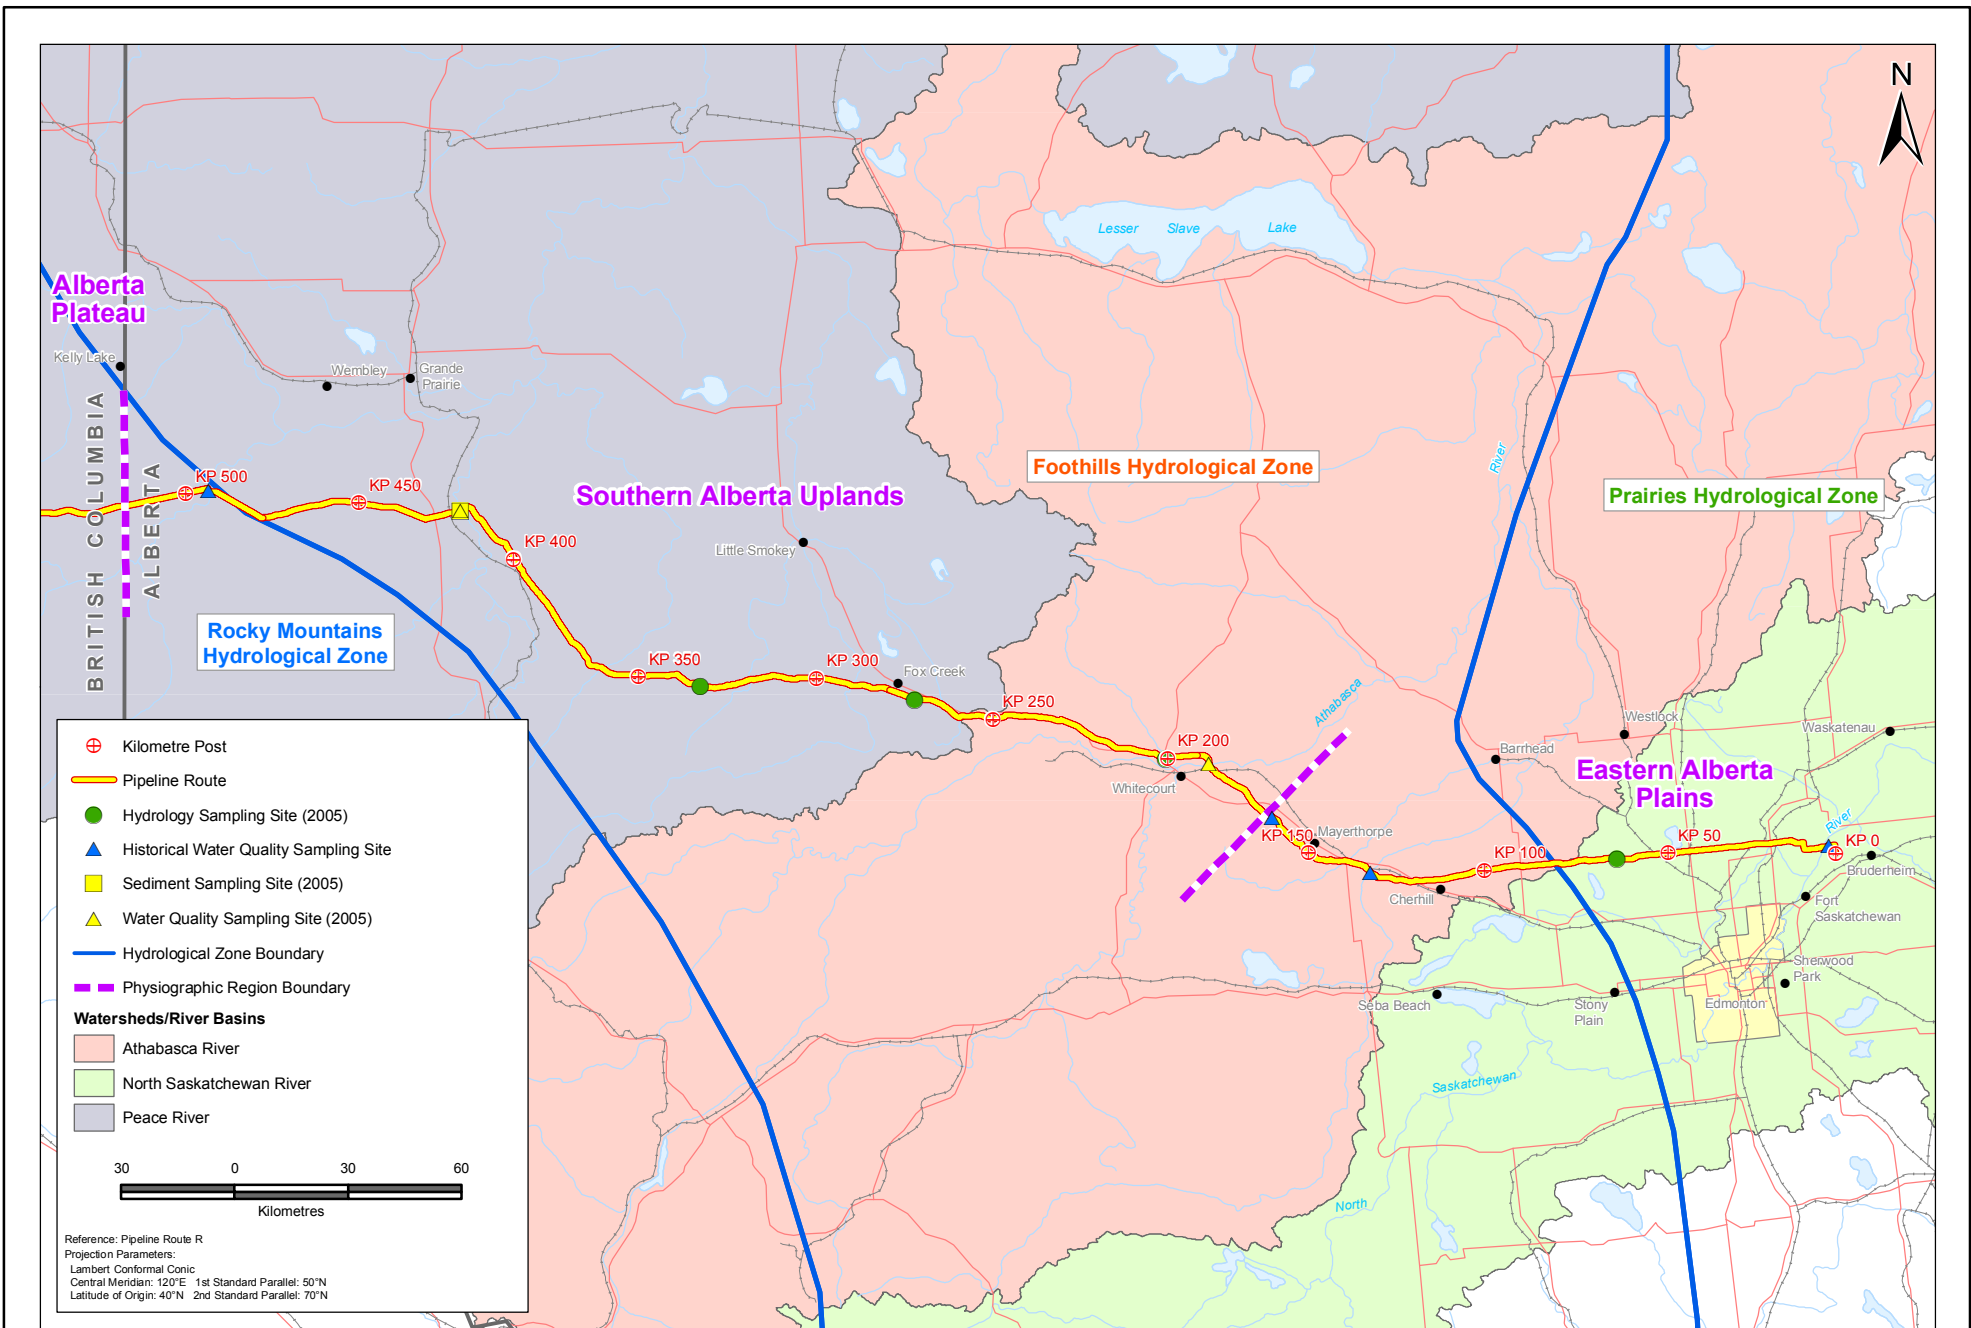 N
Lesser Slave Lake
Alberta
Plateau
Kelly Lake
Wembley
Grande
Prairie
River
BRITISH COLUMBIA
ALBERTA
KP 500
KP 450
Foothills Hydrological Zone
Prairies Hydrological Zone
Southern Alberta Uplands
KP 400
Little Smokey
Rocky Mountains
Hydrological Zone
KP 350
KP 300
Fox Creek
KP 250
Athabasca
Westlock
Waskatenau
KP 200
Barrhead
Whitecourt
Eastern Alberta
Plains
River
KP 150
Mayerthorpe
KP 100
KP 50
KP 0
Bruderheim
Cherhill
Fort
Saskatchewan
Sherwood
Park
Seba Beach
Stony
Plain
Edmonton
Saskatchewan
North
Kilometre Post
Pipeline Route
Hydrology Sampling Site (2005)
Historical Water Quality Sampling Site
Sediment Sampling Site (2005)
Water Quality Sampling Site (2005)
Hydrological Zone Boundary
Physiographic Region Boundary
Watersheds/River Basins
Athabasca River
North Saskatchewan River
Peace River
30 0 30 60
Kilometres
Reference: Pipeline Route R
Projection Parameters:
Lambert Conformal Conic
Central Meridian: 120°E 1st Standard Parallel: 50°N
Latitude of Origin: 40°N 2nd Standard Parallel: 70°N